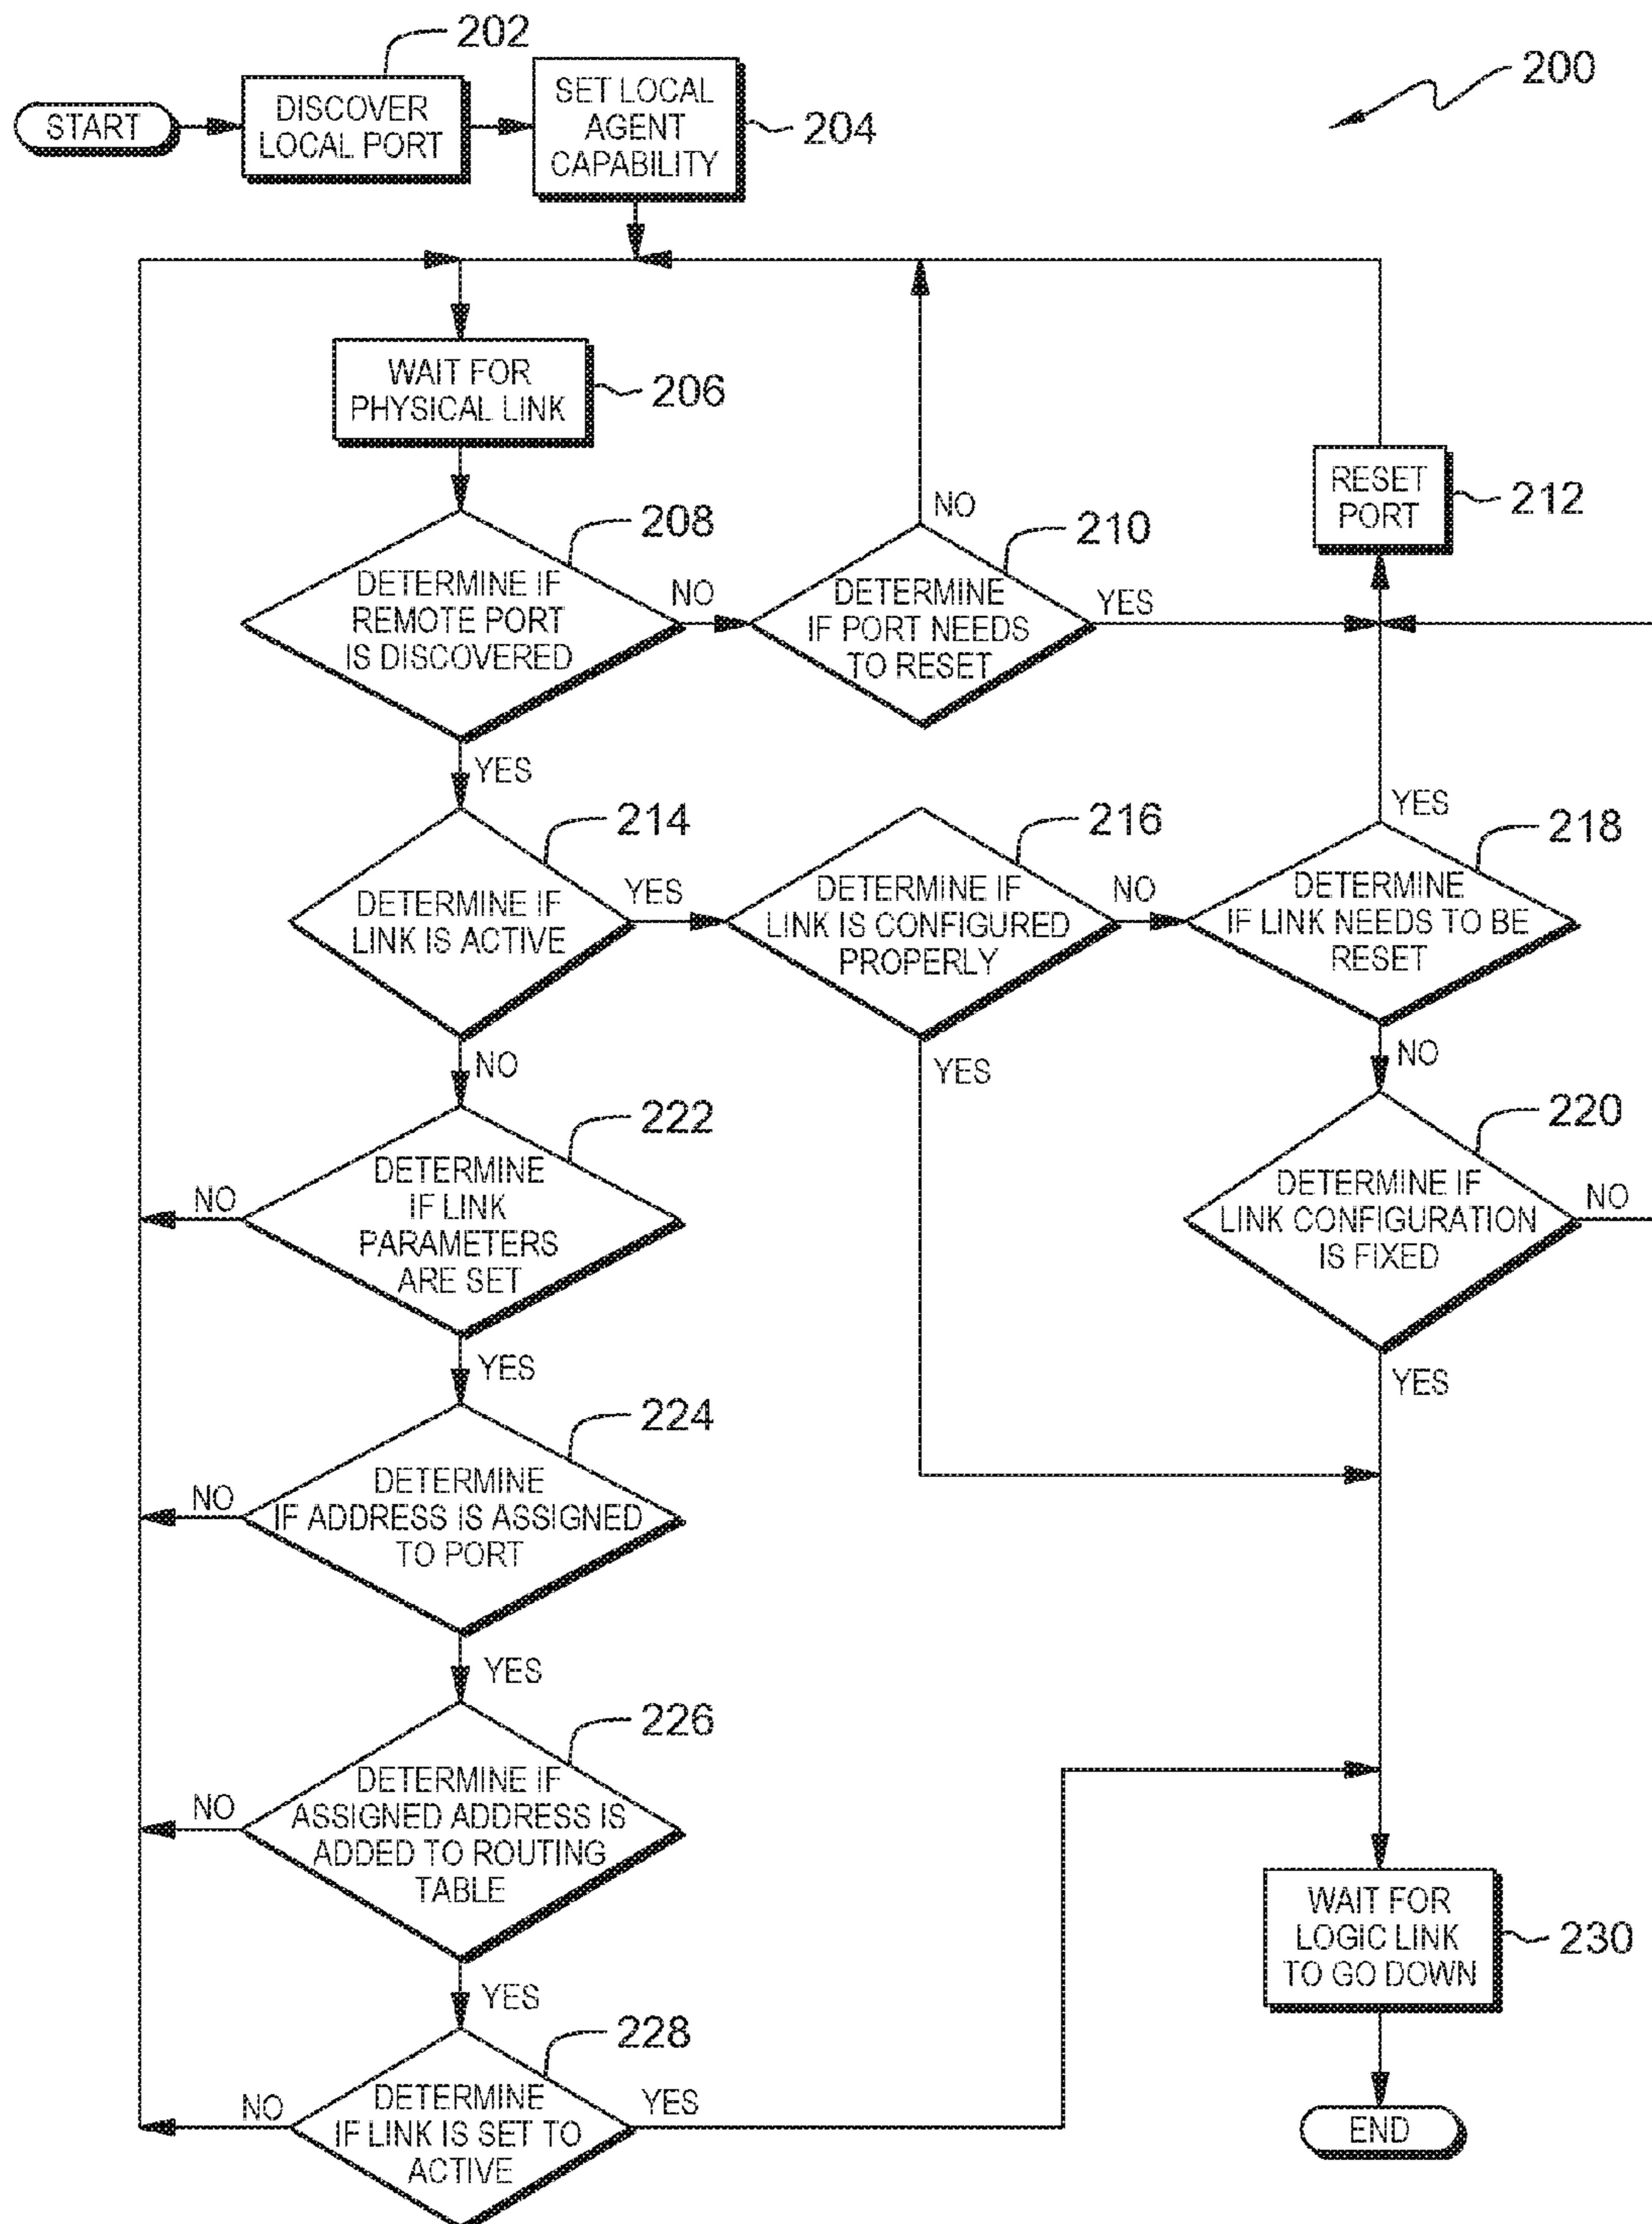 202
200
START
DISCOVER
LOCAL PORT
SET LOCAL
AGENT
CAPABILITY
204
WAIT FOR
PHYSICAL LINK
206
RESET
PORT
212
208
DETERMINE IF
REMOTE PORT
IS DISCOVERED
NO
NO
210
DETERMINE
IF PORT NEEDS
TO RESET
YES
YES
214
DETERMINE IF
LINK IS ACTIVE
YES
216
DETERMINE IF
LINK IS CONFIGURED
PROPERLY
NO
YES
218
DETERMINE
IF LINK NEEDS TO BE
RESET
NO
YES
NO
222
DETERMINE
IF LINK
PARAMETERS
ARE SET
NO
220
DETERMINE IF
LINK CONFIGURATION
IS FIXED
NO
YES
YES
224
DETERMINE
IF ADDRESS IS ASSIGNED
TO PORT
NO
YES
226
DETERMINE IF
ASSIGNED ADDRESS IS
ADDED TO ROUTING
TABLE
NO
YES
228
DETERMINE
IF LINK IS SET TO
ACTIVE
NO
YES
WAIT FOR
LOGIC LINK
TO GO DOWN
230
END